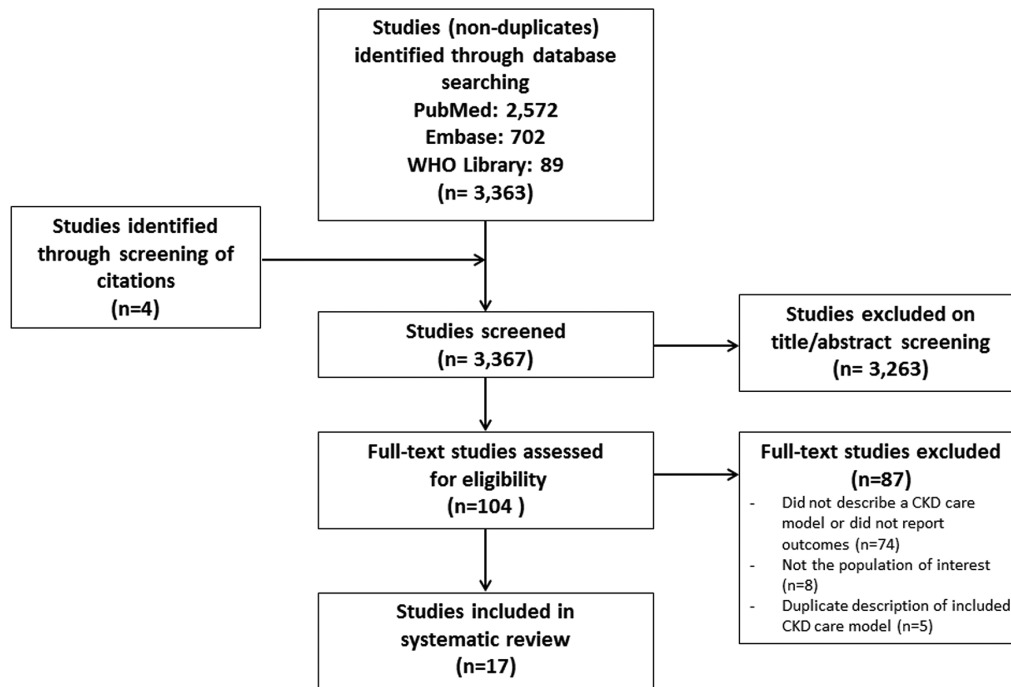 Studies (non-duplicates)
identified through database
searching
PubMed: 2,572
Embase: 702
WHO Library: 89
(n= 3,363)
Studies identified
through screening of
citations
(n=4)
Studies screened
(n= 3,367)
Studies excluded on
title/abstract screening
(n= 3,263)
Full-text studies assessed
for eligibility
(n=104 )
Full-text studies excluded
(n=87)
- Did not describe a CKD care
model or did not report
outcomes (n=74)
- Not the population of interest
(n=8)
- Duplicate description of included
CKD care model (n=5)
Studies included in
systematic review
(n=17)